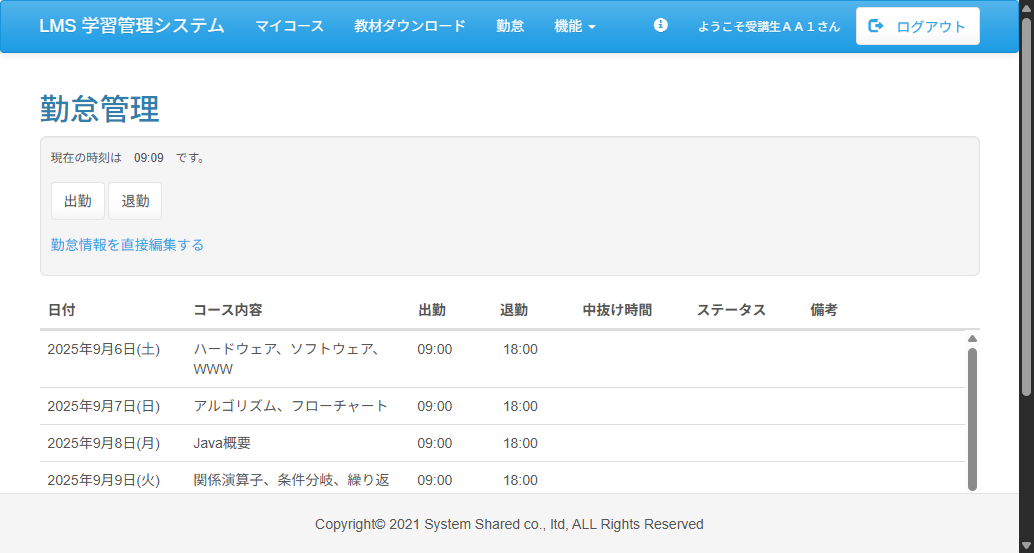 LMS 学習管理システム マイコース 教材ダウンロード 勤怠 機能 ようこそ受講生ＡＡ１さん ログアウト
勤怠管理
現在の時刻は 09:09 です。
出勤 退勤
勤怠情報を直接編集する
日付 コース内容 出勤 退勤 中抜け時間 ステータス 備考
2025年9月6日(土) ハードウェア、ソフトウェア、 09:00 18:00
WWW
2025年9月7日(日) アルゴリズム、フローチャート 09:00 18:00
2025年9月8日(月) Java概要 09:00 18:00
2025年9月9日(火) 関係演算子、条件分岐、繰り返 09:00 18:00
Copyright© 2021 System Shared co., ltd, ALL Rights Reserved